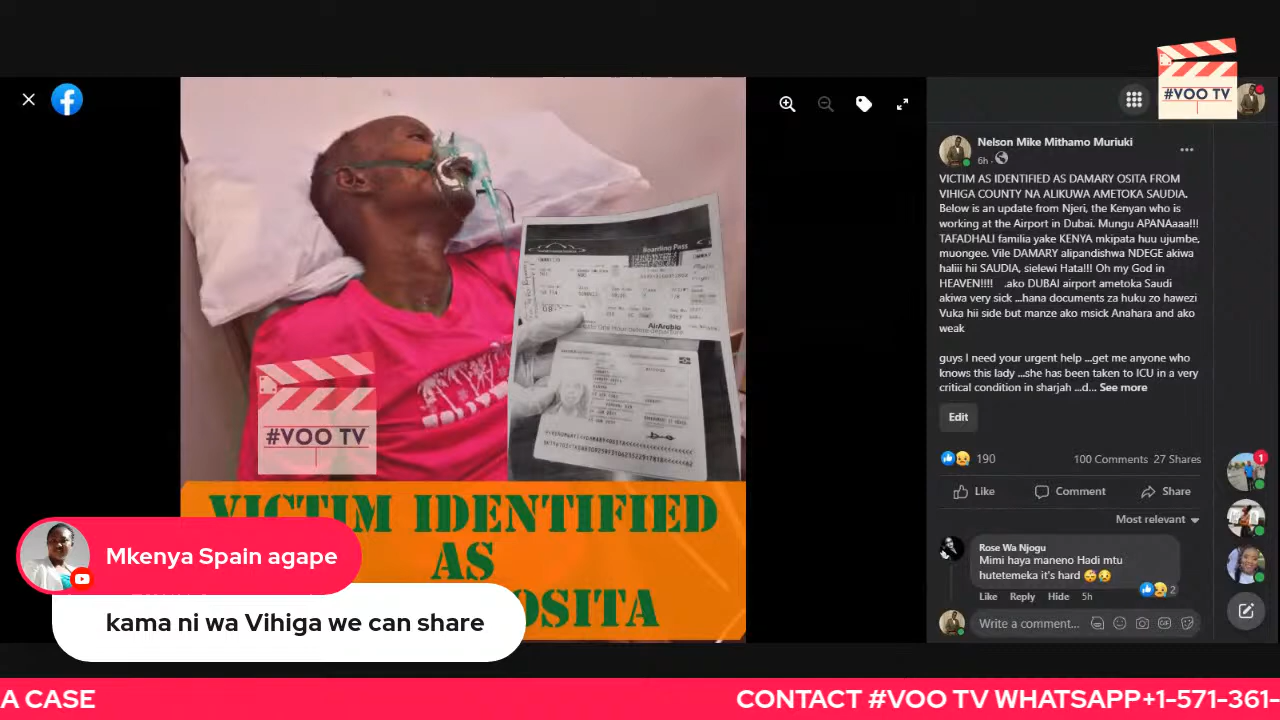 #VOO TV
Nelson Mike Mithamo Muriuki
6h
VICTIM AS IDENTIFIED AS DAMARY OSITA FROM
VIHIGA COUNTY NA ALIKUWA AMETOKA SAUDIA.
Below is an update from Njeri, the Kenyan who is
working at the Airport in Dubai. Mungu APANAaaa!!!
TAFADHALI familia yake KENYA mkipata huu ujumbe,
muongee. Vile DAMARY alipandishwa NDEGE akiwa
haliii hii SAUDIA, sielewi Hata!!! Oh my God in
HEAVEN!!!! .ako DUBAI airport ametoka Saudi
akiwa very sick ...hana documents za huku zo hawezi
Vuka hii side but manze ako msick Anahara and ako
weak
guys I need your urgent help ...get me anyone who
knows this lady ...she has been taken to ICU in a very
critical condition in sharjah ...d... See more
Edit
190
100 Comments 27 Shares
Like Comment Share
Most relevant
Rose Wa Njogu
Mimi haya maneno Hadi mtu
hutetemeka it's hard
2
Like Reply Hide 5h
Write a comment...
1
Boarding Pass
AirArabia
#VOO TV
VICTIM IDENTIFIED
AS
OSITA
Mkenya Spain agape
kama ni wa Vihiga we can share
A CASE
CONTACT #VOO TV WHATSAPP+1-571-361-